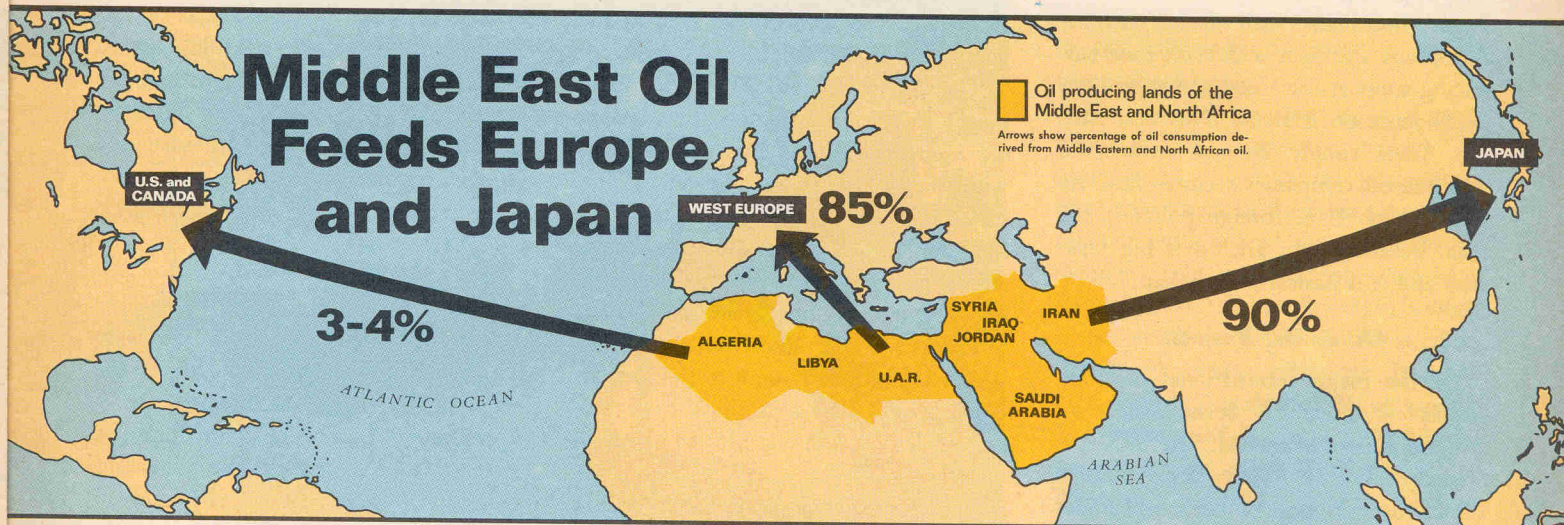 Middle East Oil
Feeds Europe
and Japan
Oil producing lands of the
Middle East and North Africa
Arrows show percentage of oil consumption de-
rived from Middle Eastern and North African oil.
U.S. and
CANADA
WEST EUROPE
85%
JAPAN
3-4%
90%
ALGERIA
LIBYA
U.A.R.
SYRIA
IRAQ
JORDAN
IRAN
SAUDI
ARABIA
ATLANTIC OCEAN
ARABIAN
SEA